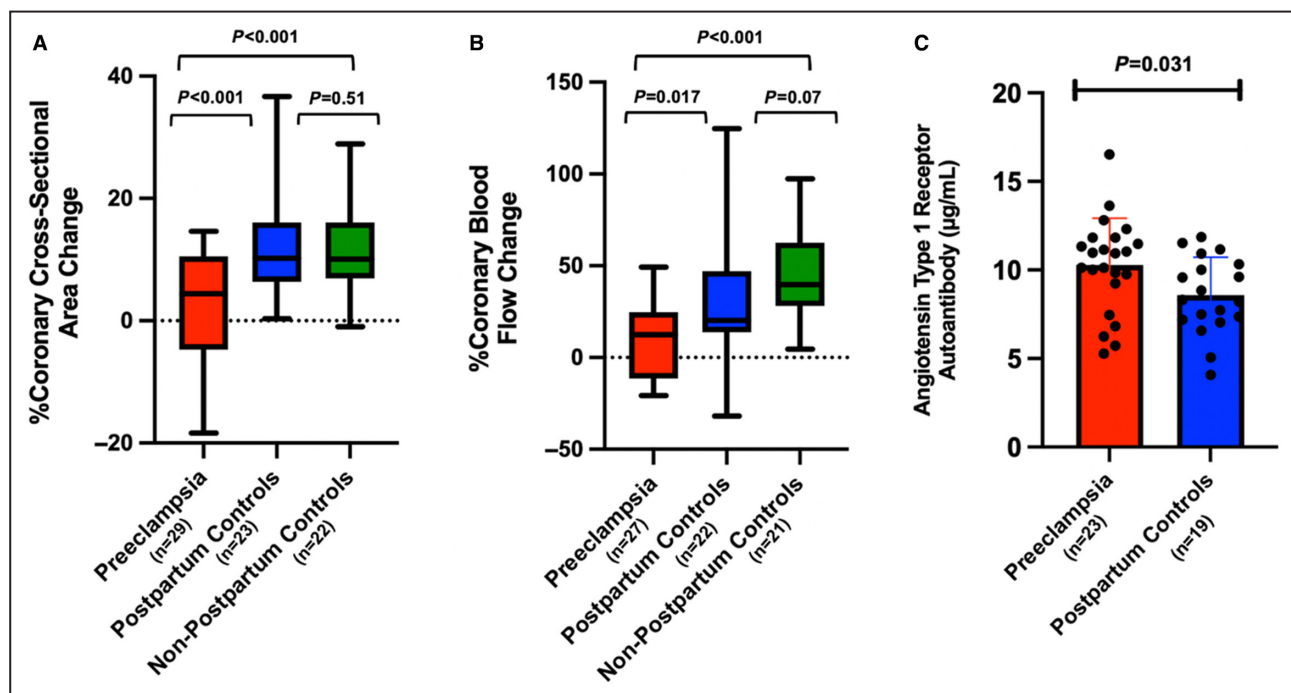 A
P<0.001
P<0.001
P=0.51
%Coronary Cross-Sectional
Area Change
40
20
0
–20
Preeclampsia
(n=29)
Postpartum Controls
(n=23)
Non-Postpartum Controls
(n=22)
B
P<0.001
P=0.017
P=0.07
%Coronary Blood
Flow Change
150
100
50
0
–50
Preeclampsia
(n=27)
Postpartum Controls
(n=22)
Non-Postpartum Controls
(n=21)
C
P=0.031
Angiotensin Type 1 Receptor
Autoantibody (µg/mL)
20
15
10
5
0
Preeclampsia
(n=23)
Postpartum Controls
(n=19)